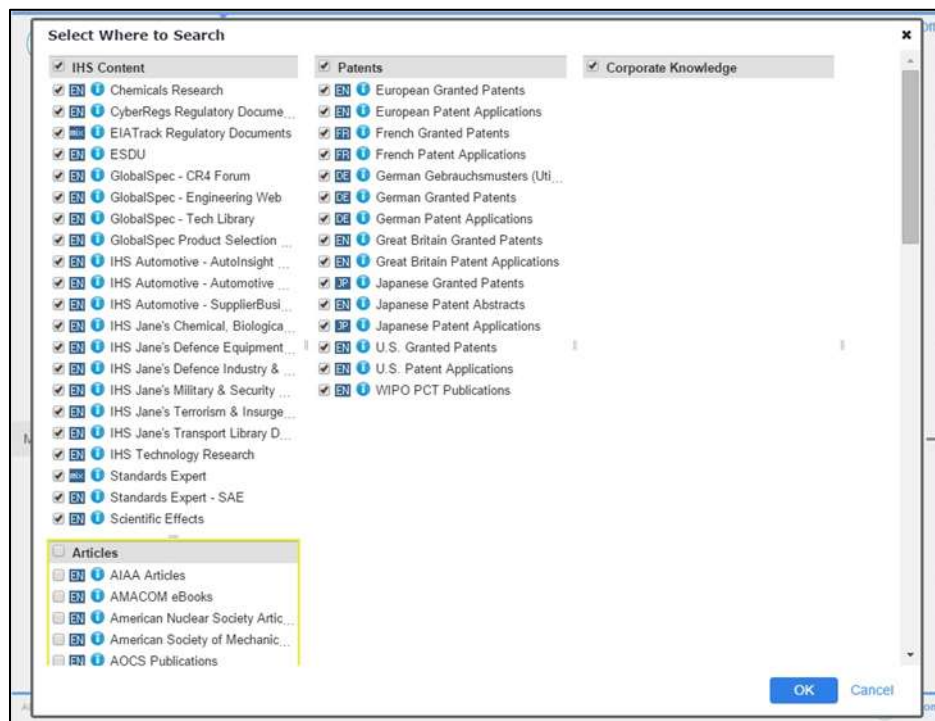 Select Where to Search
IHS Content
EN Chemicals Research
EN CyberRegs Regulatory Docume...
mix EIATrack Regulatory Documents
EN ESDU
EN GlobalSpec - CR4 Forum
EN GlobalSpec - Engineering Web
EN GlobalSpec - Tech Library
EN GlobalSpec Product Selection ...
EN IHS Automotive - AutoInsight ...
EN IHS Automotive - Automotive ...
EN IHS Automotive - SupplierBusi...
EN IHS Jane's Chemical, Biologica...
EN IHS Jane's Defence Equipment...
EN IHS Jane's Defence Industry & ...
EN IHS Jane's Military & Security ...
EN IHS Jane's Terrorism & Insurge...
EN IHS Jane's Transport Library D...
EN IHS Technology Research
mix Standards Expert
EN Standards Expert - SAE
EN Scientific Effects
Articles
EN AIAA Articles
EN AMACOM eBooks
EN American Nuclear Society Artic...
EN American Society of Mechanic...
EN AOCS Publications
Patents
EN European Granted Patents
EN European Patent Applications
FR French Granted Patents
FR French Patent Applications
DE German Gebrauchsmusters (Uti...
DE German Granted Patents
DE German Patent Applications
EN Great Britain Granted Patents
EN Great Britain Patent Applications
JP Japanese Granted Patents
EN Japanese Patent Abstracts
JP Japanese Patent Applications
EN U.S. Granted Patents
EN U.S. Patent Applications
EN WIPO PCT Publications
Corporate Knowledge
OK
Cancel